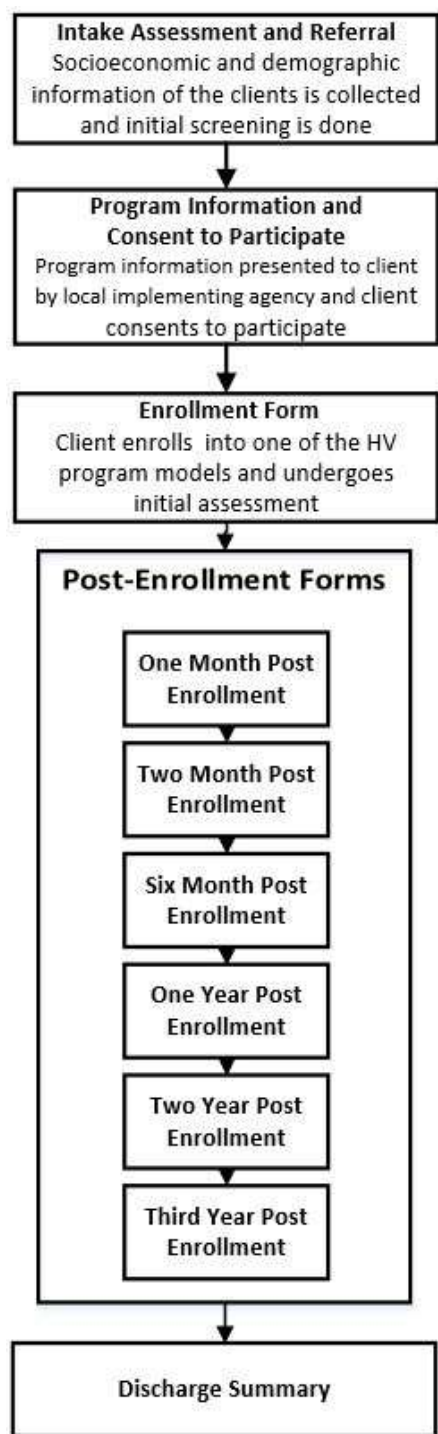 Intake Assessment and Referral
Socioeconomic and demographic
information of the clients is collected
and initial screening is done
Program Information and
Consent to Participate
Program information presented to client
by local implementing agency and client
consents to participate
Enrollment Form
Client enrolls into one of the HV
program models and undergoes
initial assessment
Post-Enrollment Forms
One Month Post
Enrollment
Two Month Post
Enrollment
Six Month Post
Enrollment
One Year Post
Enrollment
Two Year Post
Enrollment
Third Year Post
Enrollment
Discharge Summary